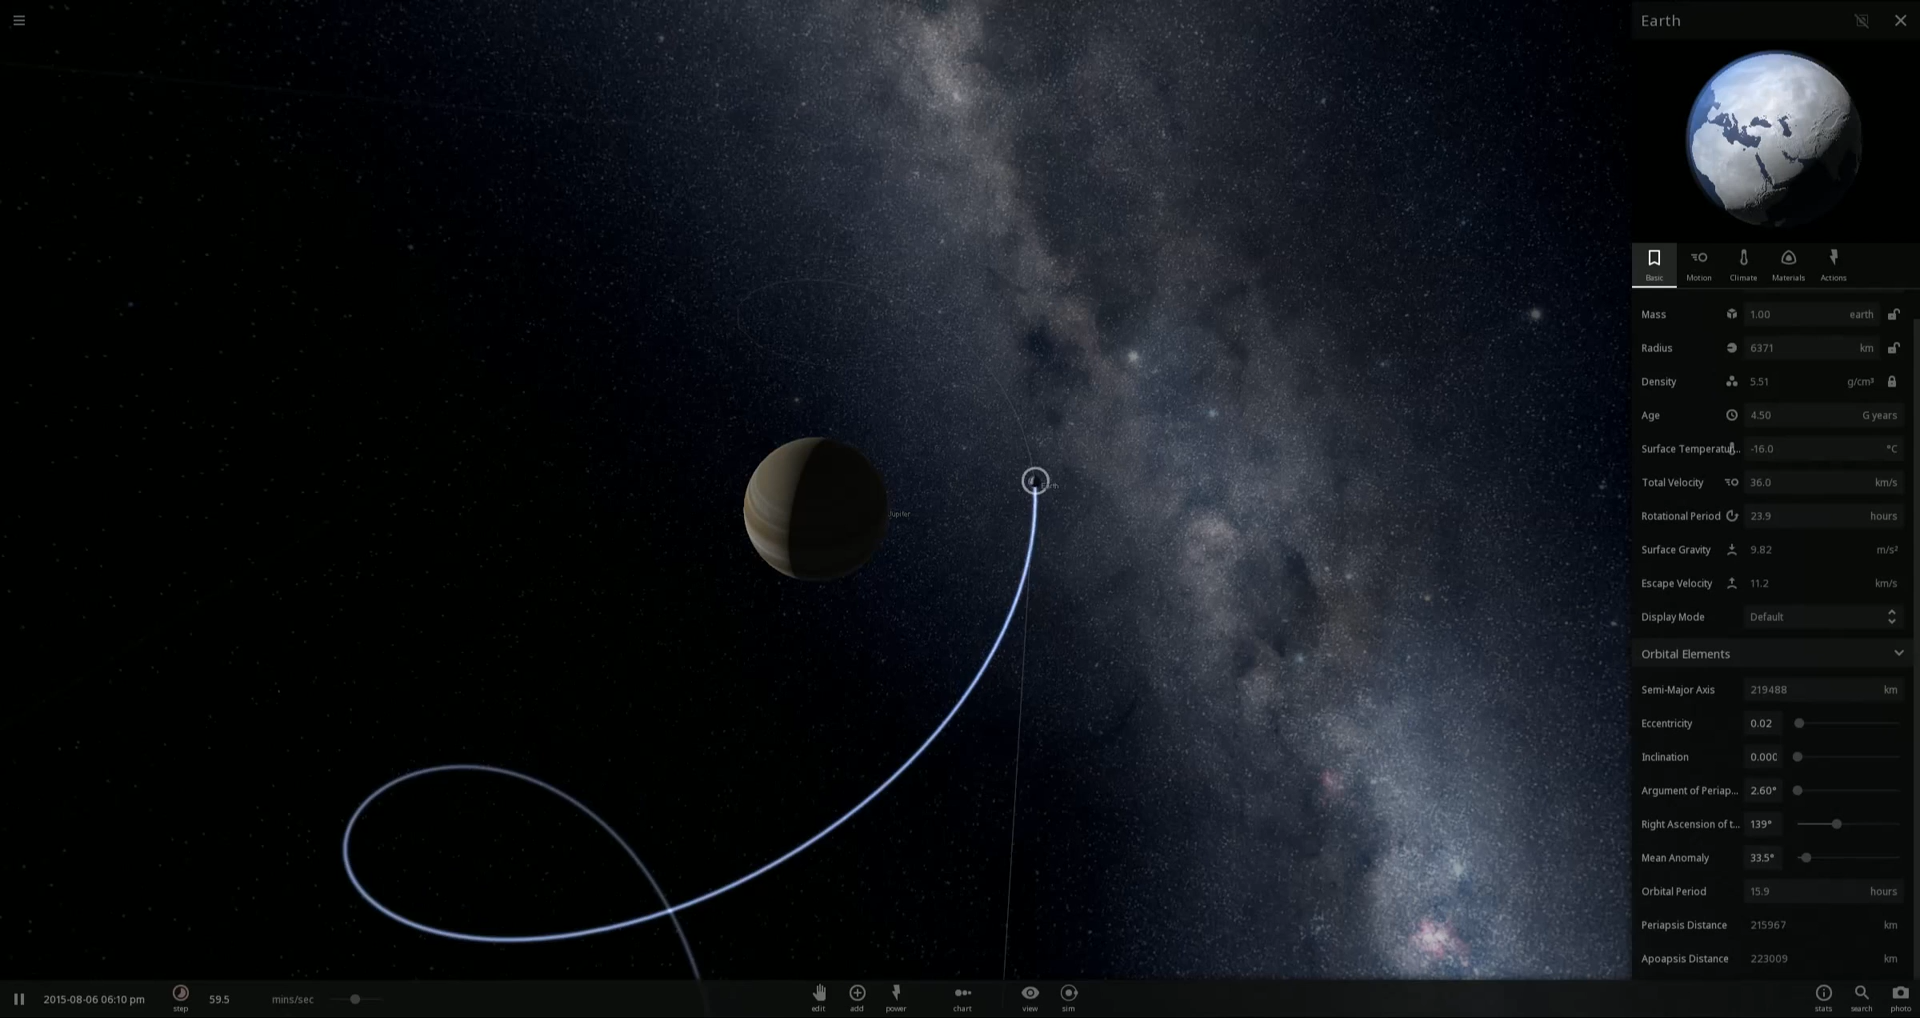 Earth
Basic
Motion
Climate
Materials
Actions
Mass 1.00 earth
Radius 6371 km
Density 5.51 g/cm³
Age 4.50 G years
Surface Temperatur... -16.0 °C
Total Velocity 36.0 km/s
Rotational Period 23.9 hours
Surface Gravity 9.82 m/s²
Escape Velocity 11.2 km/s
Display Mode Default
Orbital Elements
Semi-Major Axis 219488 km
Eccentricity 0.02
Inclination 0.000
Argument of Periap... 2.60°
Right Ascension of t... 139°
Mean Anomaly 33.5°
Orbital Period 15.9 hours
Periapsis Distance 215967 km
Apoapsis Distance 223009 km
Earth
Jupiter
2015-08-06 06:10 pm
step
59.5 mins/sec
edit
add
power
chart
view
sim
stats
search
photo